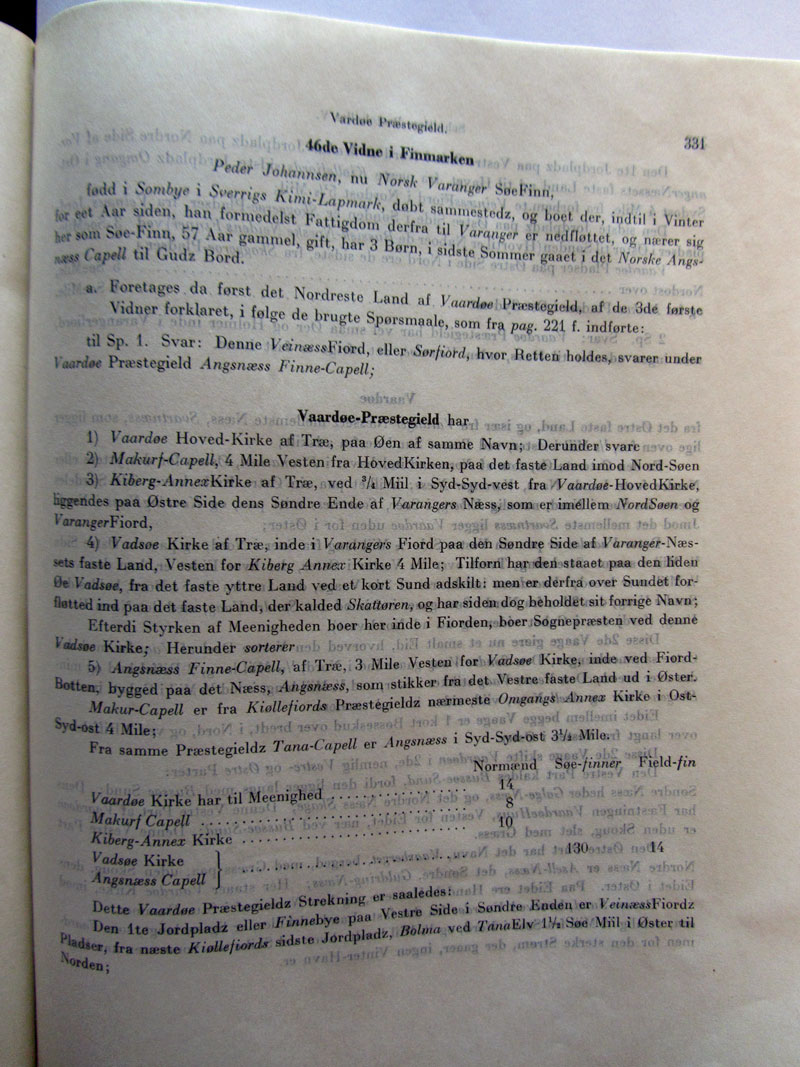 Vardøe Præstegield.
331
46de Vidne i Finmarken
Peder Johannsen, nu Norsk Varanger SøeFinn,
fødd i Sombye i Sverrigs Kimi-Lapmark, døbt sammestedz, og boet der, indtil i Vinter
for eet Aar siden, han formedelst Fattigdom derfra til Varanger er nedfløttet, og nærer sig
her som Søe-Finn, 57 Aar gammel, gift, har 3 Børn, i sidste Sommer gaaet i det Norske Angs-
næss Capell til Gudz Bord.
a. Foretages da først det Nordreste Land af Vaardøe Præstegield, af de 3de første
Vidner forklaret, i følge de brugte Spørsmaale, som fra pag. 221 f. indførte:
til Sp. 1. Svar: Denne VeinæssFiord, eller Sørfiord, hvor Retten holdes, svarer under
Vaardøe Præstegield Angsnæss Finne-Capell;
Vaardøe-Præstegield har
1) Vaardøe Hoved-Kirke af Træ, paa Øen af samme Navn; Derunder svare
2) Makurf-Capell, 4 Mile Vesten fra HovedKirken, paa det faste Land imod Nord-Søen
3) Kiberg-AnnexKirke af Træ, ved 3/4 Miil i Syd-Syd-vest fra Vaardøe-HovedKirke,
liggendes paa Østre Side dens Søndre Ende af Varangers Næss, som er imellem NordSøen og
VarangerFiord,
4) Vadsøe Kirke af Træ, inde i Varangers Fiord paa den Søndre Side af Varanger-Næs-
sets faste Land, Vesten for Kiberg Annex Kirke 4 Mile; Tilforn har den staaet paa den liden
Øe Vadsøe, fra det faste yttre Land ved et kort Sund adskilt: men er derfra over Sundet for-
fløtted ind paa det faste Land, der kalded Skattøren, og har siden dog beholdet sit forrige Navn;
Efterdi Styrken af Meenigheden boer her inde i Fiorden, boer Sognepræsten ved denne
Vadsøe Kirke; Herunder sorterer
5) Angsnæss Finne-Capell, af Træ, 3 Mile Vesten for Vadsøe Kirke, inde ved Fiord-
Botten, bygged paa det Næss, Angsnæss, som stikker fra det Vestre faste Land ud i Øster.
Makur-Capell er fra Kiøllefiords Præstegieldz nærmeste Omgangs Annex Kirke i Ost-
Syd-ost 4 Mile;
Fra samme Præstegieldz Tana-Capell er Angsnæss i Syd-Syd-ost 3 1/2 Mile.
Normænd Søe-finner Field-fin
Vaardøe Kirke har til Meenighed . . . . . . . . . . . . . . . . 14
Makurf Capell . . . . . . . . . . . . . . . . . . . . . . . . . . 8
Kiberg-Annex Kirke . . . . . . . . . . . . . . . . . . . . . . 10
Vadsøe Kirke
Angsnæss Capell } . . . . . . . . . . . . . . . . . . . . 130 14
Dette Vaardøe Præstegieldz Strekning er saaledes:
Den 1te Jordpladz eller Finnebye paa Vestre Side i Søndre Enden er VeinæssFiordz
Pladser, fra næste Kiøllefiords sidste Jordpladz, Bolma ved TanaElv 1 1/2 Søe Miil i Øster til
Norden;